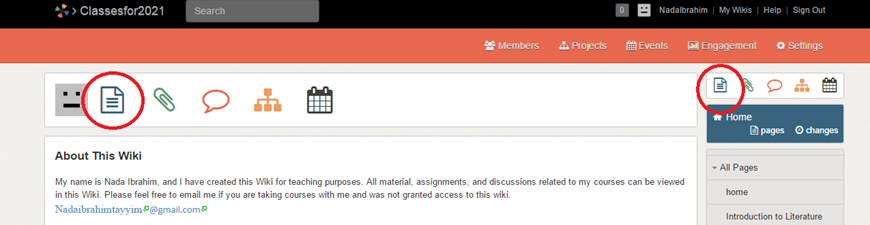 Classesfor2021
Search
0 NadaIbrahim | My Wikis | Help | Sign Out
Members Projects Events Engagement Settings
Home
pages changes
About This Wiki
My name is Nada Ibrahim, and I have created this Wiki for teaching purposes. All material, assignments, and discussions related to my courses can be viewed
in this Wiki. Please feel free to email me if you are taking courses with me and was not granted access to this wiki.
Nadaibrahimtayyim@gmail.com
All Pages
home
Introduction to Literature